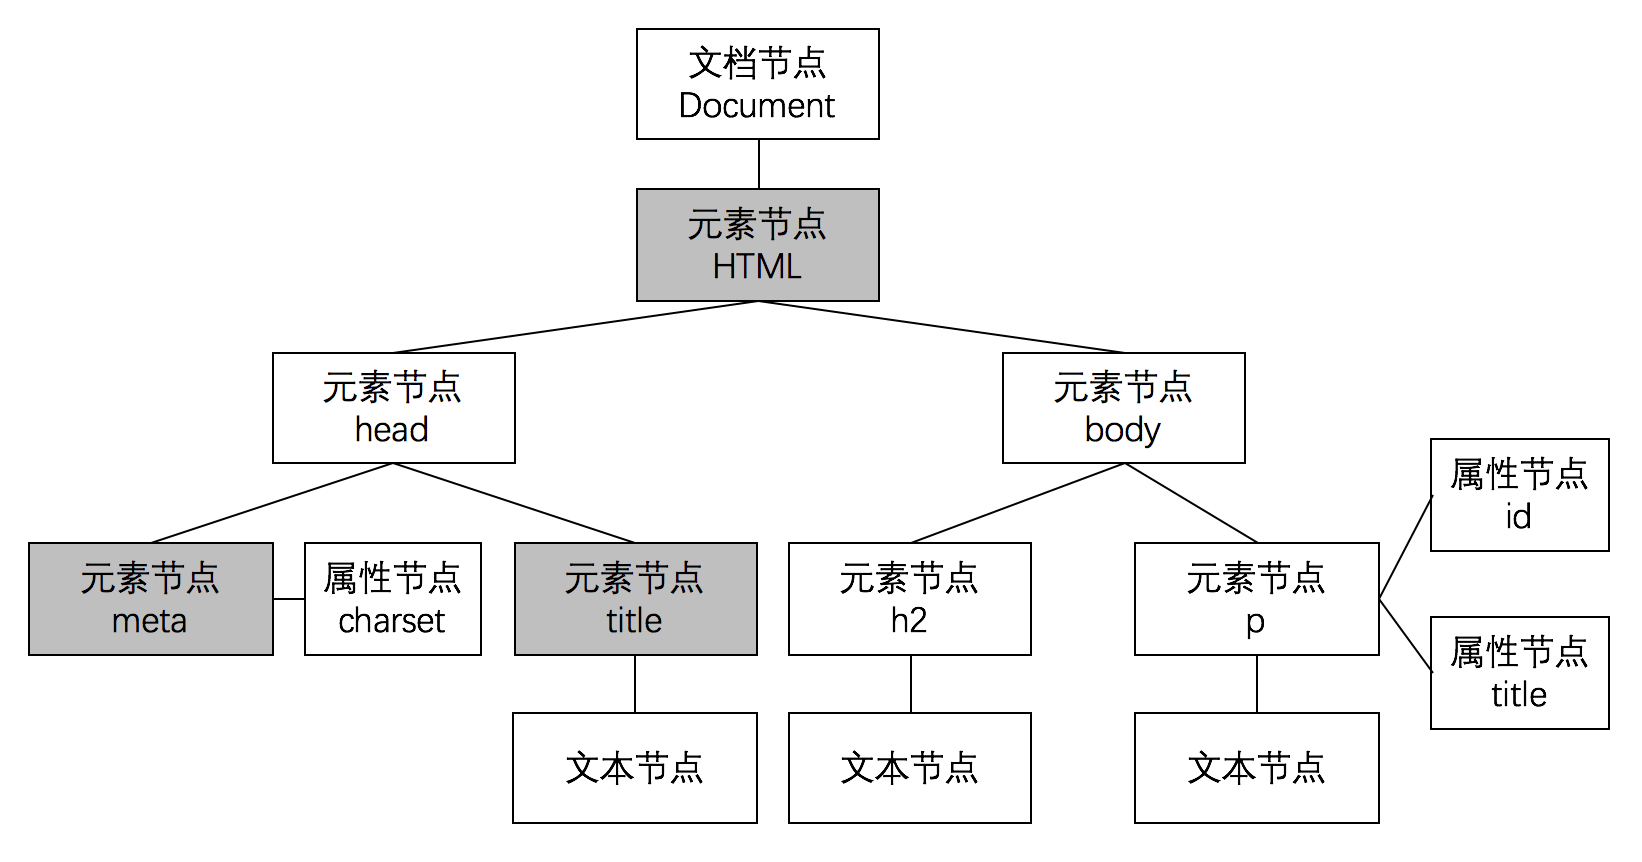 文档节点
Document
元素节点
HTML
元素节点
head
元素节点
body
属性节点
id
元素节点
meta
属性节点
charset
元素节点
title
元素节点
h2
元素节点
p
属性节点
title
文本节点
文本节点
文本节点